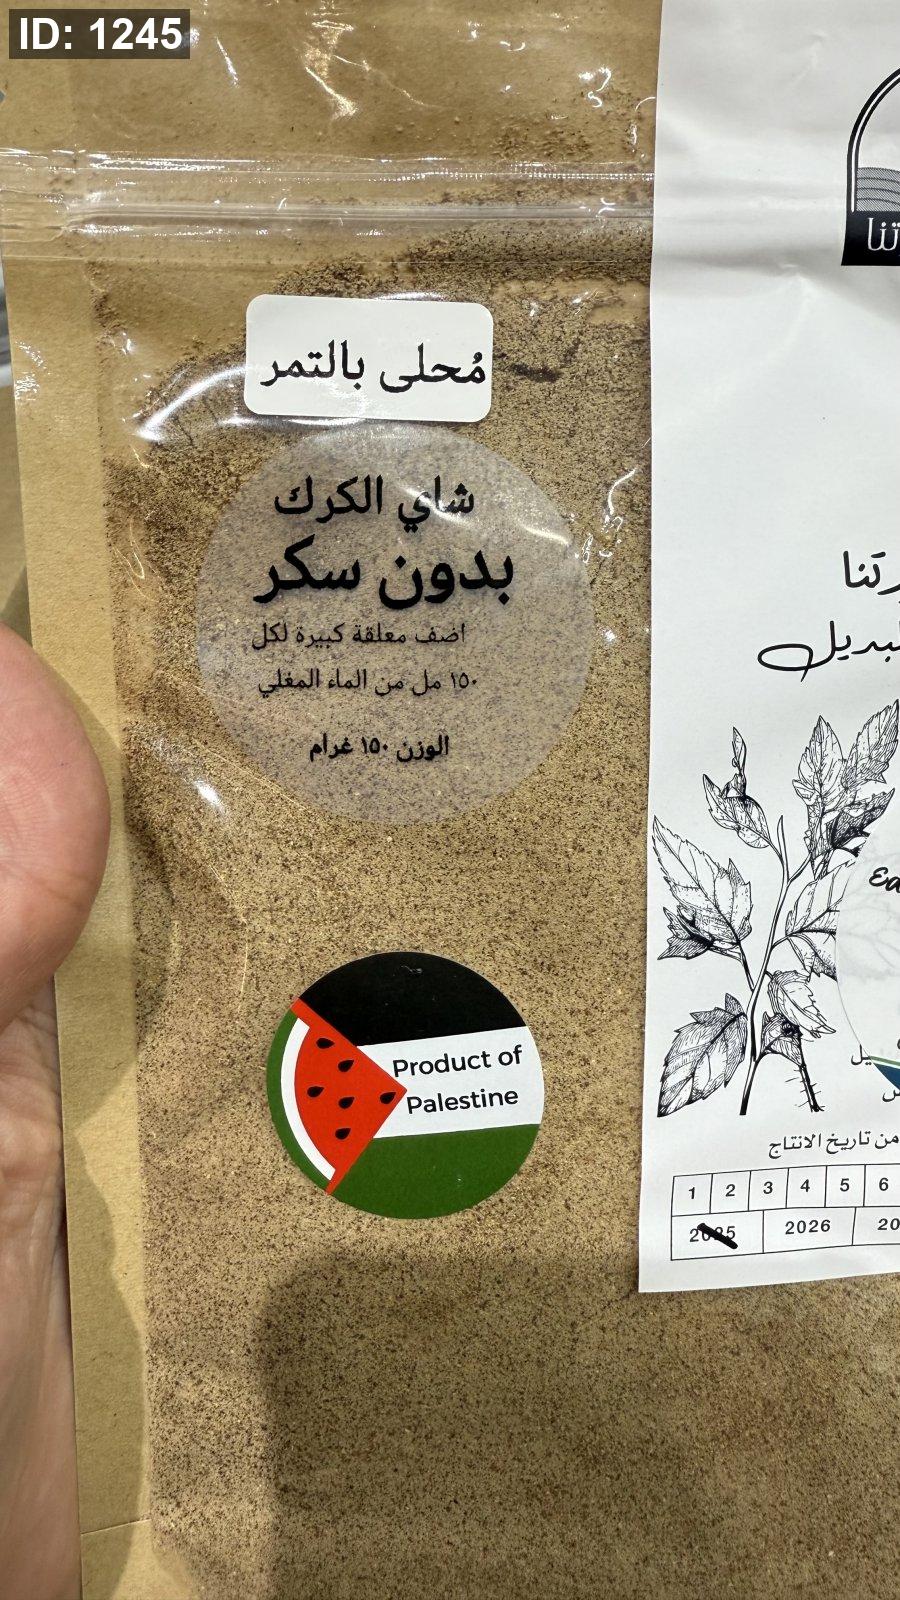 ID: 1245
مُحلى بالتمر
شاي الكرك
بدون سكر
اضف معلقة كبيرة لكل
١٥٠ مل من الماء المغلي
الوزن ١٥٠ غرام
Product of
Palestine
من تاريخ الانتاج
1 2 3 4 5 6
2025 2026